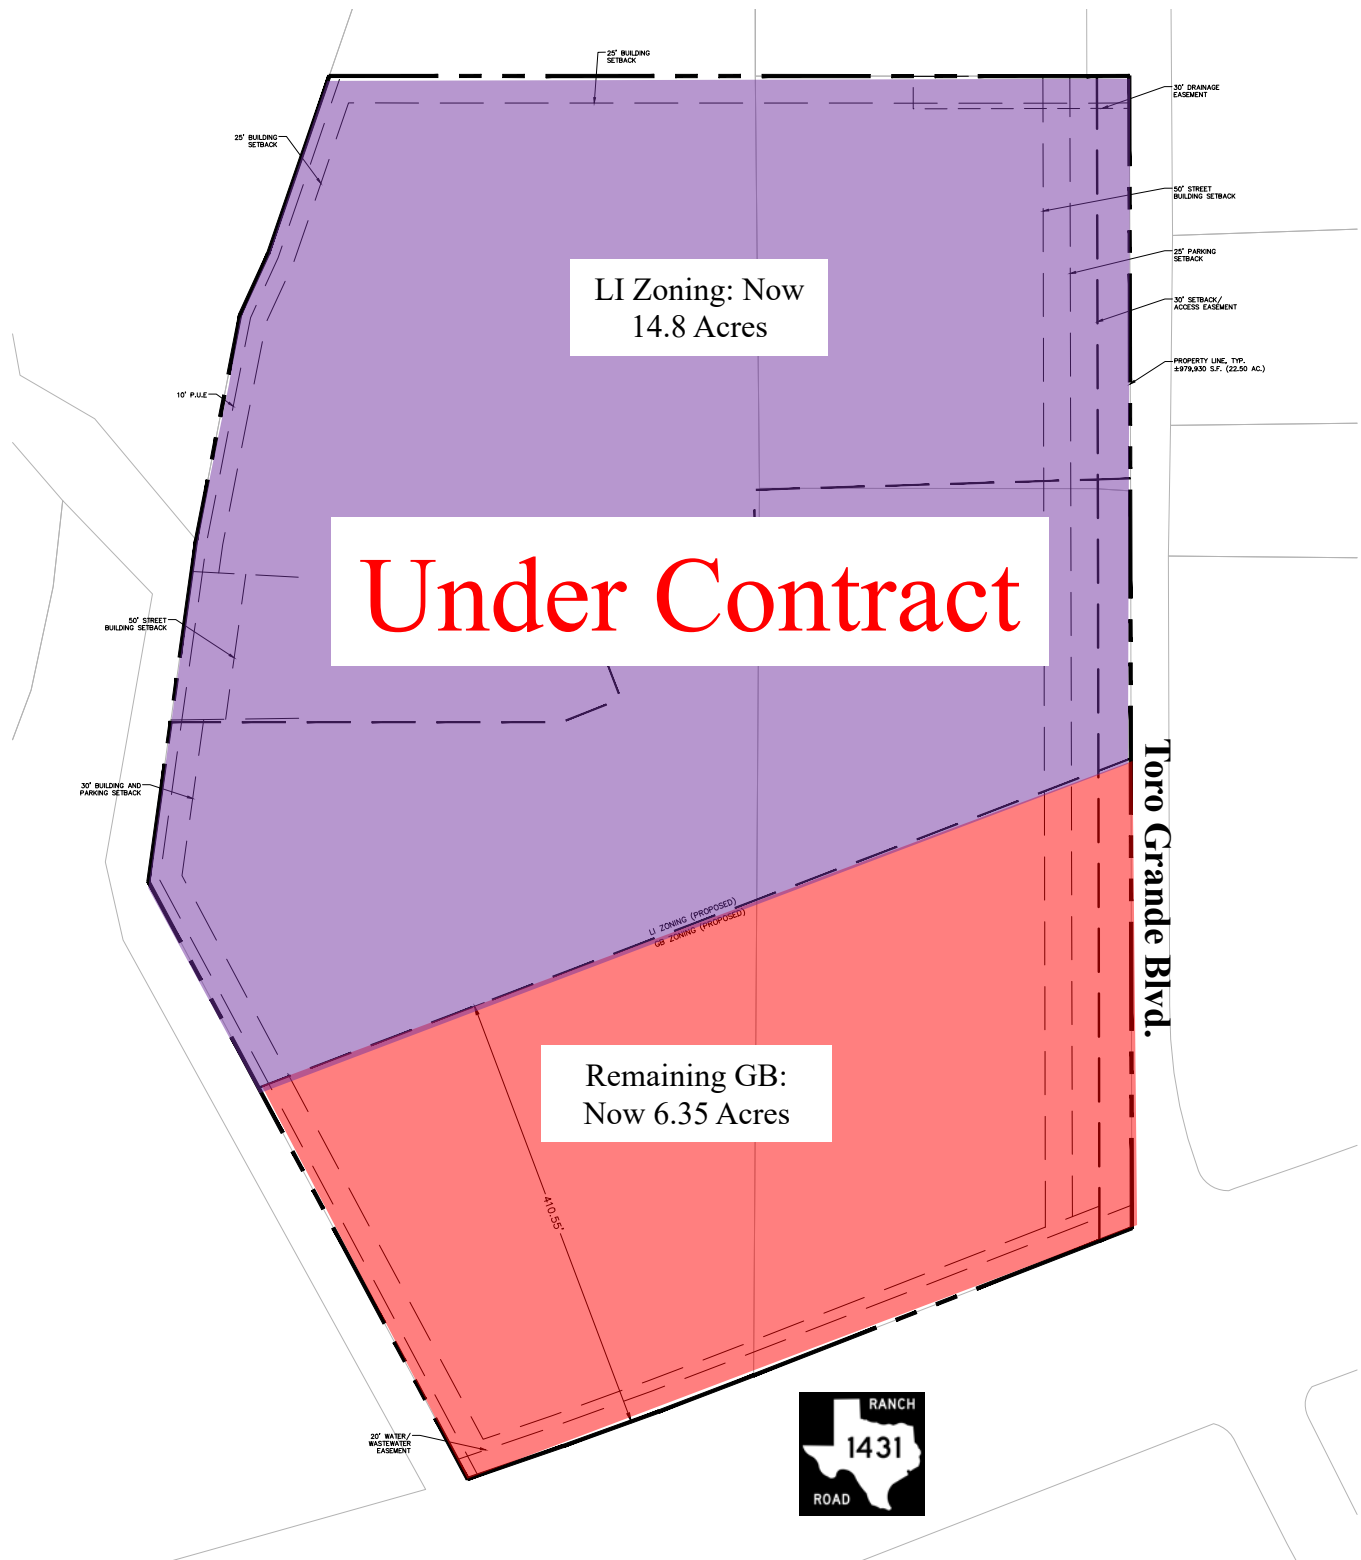 25' BUILDING
SETBACK
30' DRAINAGE
EASEMENT
25' BUILDING
SETBACK
50' STREET
BUILDING SETBACK
25' PARKING
SETBACK
LI Zoning: Now
14.8 Acres
30' SETBACK/
ACCESS EASEMENT
PROPERTY LINE, TYP.
±979,930 S.F. (22.50 AC.)
10' P.U.E
Under Contract
50' STREET
BUILDING SETBACK
30' BUILDING AND
PARKING SETBACK
Toro Grande Blvd.
LI ZONING (PROPOSED)
GB ZONING (PROPOSED)
Remaining GB:
Now 6.35 Acres
410.55'
20' WATER/
WASTEWATER
EASEMENT
RANCH
1431
ROAD